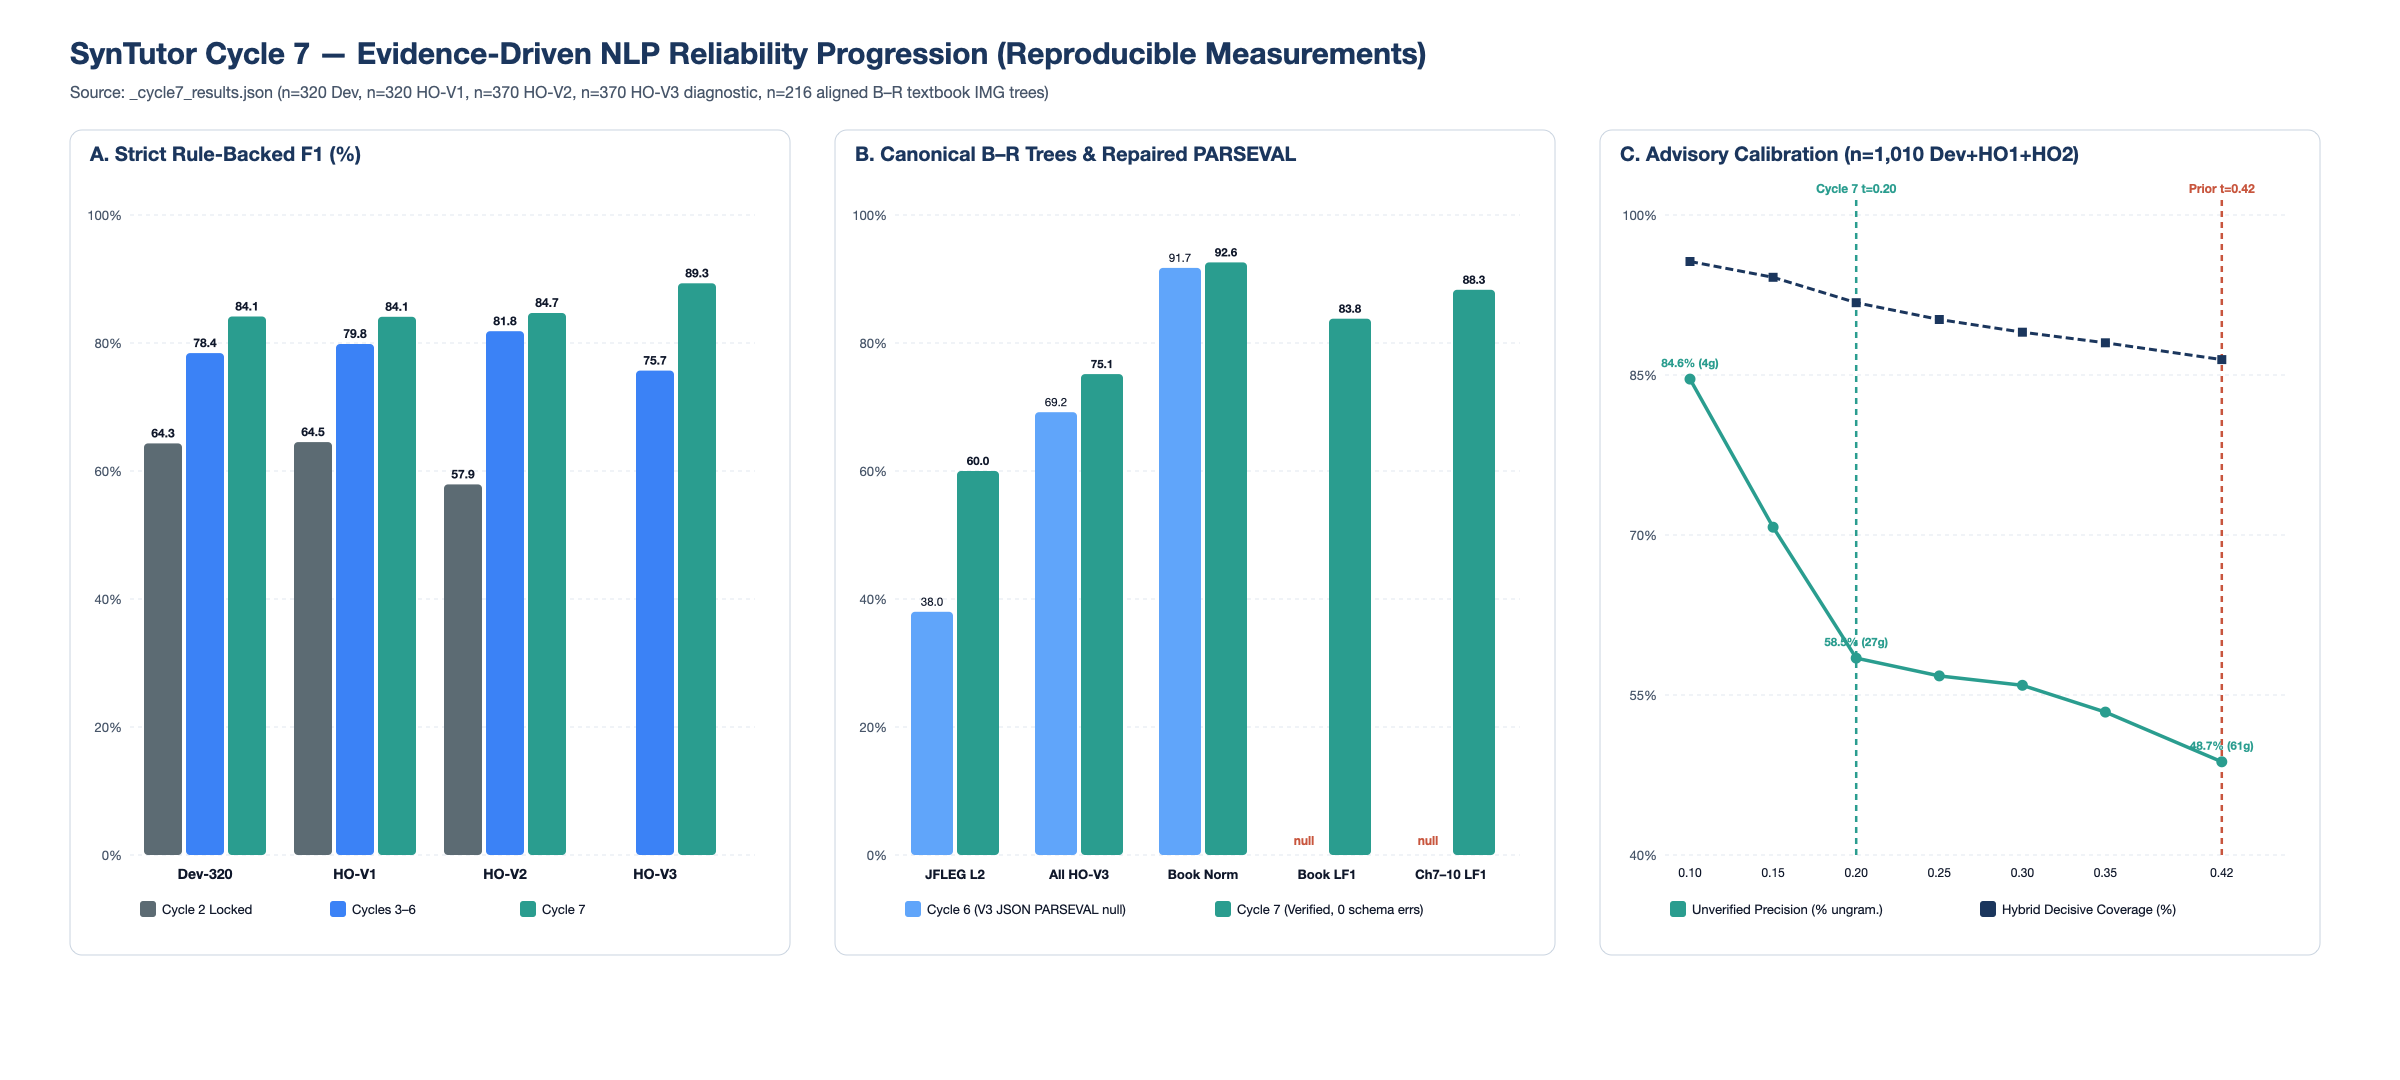 SynTutor Cycle 7 — Evidence-Driven NLP Reliability Progression (Reproducible Measurements)
Source: _cycle7_results.json (n=320 Dev, n=320 HO-V1, n=370 HO-V2, n=370 HO-V3 diagnostic, n=216 aligned B–R textbook IMG trees)
A. Strict Rule-Backed F1 (%)
100%
80%
60%
40%
20%
0%
64.3
78.4
84.1
64.5
79.8
84.1
57.9
81.8
84.7
75.7
89.3
Dev-320
HO-V1
HO-V2
HO-V3
Cycle 2 Locked
Cycles 3–6
Cycle 7
B. Canonical B–R Trees & Repaired PARSEVAL
100%
80%
60%
40%
20%
0%
38.0
60.0
69.2
75.1
91.7
92.6
null
83.8
null
88.3
JFLEG L2
All HO-V3
Book Norm
Book LF1
Ch7–10 LF1
Cycle 6 (V3 JSON PARSEVAL null)
Cycle 7 (Verified, 0 schema errs)
C. Advisory Calibration (n=1,010 Dev+HO1+HO2)
Cycle 7 t=0.20
Prior t=0.42
100%
85%
70%
55%
40%
84.6% (4g)
58.5% (27g)
48.7% (61g)
0.10
0.15
0.20
0.25
0.30
0.35
0.42
Unverified Precision (% ungram.)
Hybrid Decisive Coverage (%)